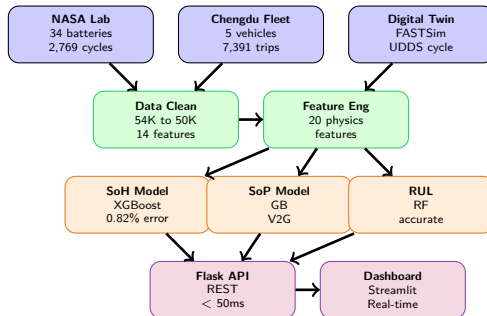 NASA Lab
34 batteries
2,769 cycles
Chengdu Fleet
5 vehicles
7,391 trips
Digital Twin
FASTSim
UDDS cycle
Data Clean
54K to 50K
14 features
Feature Eng
20 physics
features
SoH Model
XGBoost
0.82% error
SoP Model
GB
V2G
RUL
RF
accurate
Flask API
REST
< 50ms
Dashboard
Streamlit
Real-time